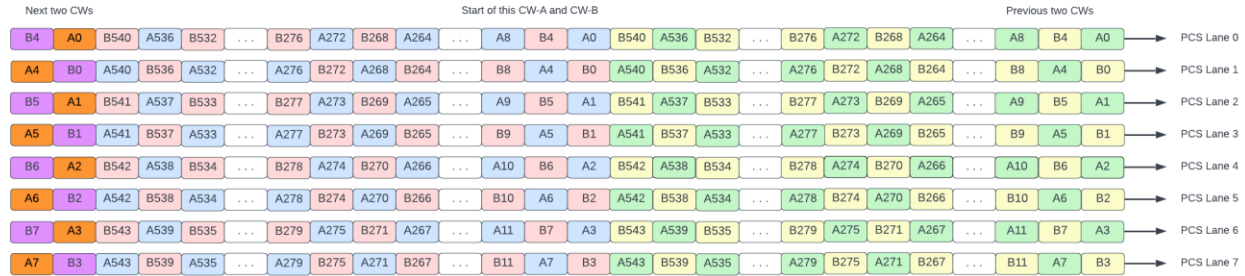 Next two CWs Start of this CW-A and CW-B Previous two CWs
B4 A0 B540 A536 B532 . . . B276 A272 B268 A264 . . . A8 B4 A0 B540 A536 B532 . . . B276 A272 B268 A264 . . . A8 B4 A0 PCS Lane 0
A4 B0 A540 B536 A532 . . . A276 B272 A268 B264 . . . B8 A4 B0 A540 B536 A532 . . . A276 B272 A268 B264 . . . B8 A4 B0 PCS Lane 1
B5 A1 B541 A537 B533 . . . B277 A273 B269 A265 . . . A9 B5 A1 B541 A537 B533 . . . B277 A273 B269 A265 . . . A9 B5 A1 PCS Lane 2
A5 B1 A541 B537 A533 . . . A277 B273 A269 B265 . . . B9 A5 B1 A541 B537 A533 . . . A277 B273 A269 B265 . . . B9 A5 B1 PCS Lane 3
B6 A2 B542 A538 B534 . . . B278 A274 B270 A266 . . . A10 B6 A2 B542 A538 B534 . . . B278 A274 B270 A266 . . . A10 B6 A2 PCS Lane 4
A6 B2 A542 B538 A534 . . . A278 B274 A270 B266 . . . B10 A6 B2 A542 B538 A534 . . . A278 B274 A270 B266 . . . B10 A6 B2 PCS Lane 5
B7 A3 B543 A539 B535 . . . B279 A275 B271 A267 . . . A11 B7 A3 B543 A539 B535 . . . B279 A275 B271 A267 . . . A11 B7 A3 PCS Lane 6
A7 B3 A543 B539 A535 . . . A279 B275 A271 B267 . . . B11 A7 B3 A543 B539 A535 . . . A279 B275 A271 B267 . . . B11 A7 B3 PCS Lane 7